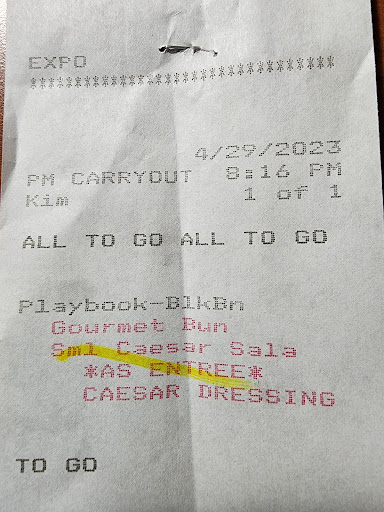 EXPO
********************************
4/29/2023
PM CARRYOUT 8:16 PM
Kim 1 of 1
ALL TO GO ALL TO GO
Playbook-BlkBn
Gourmet Bun
Sml Caesar Sala
*AS ENTREE*
CAESAR DRESSING
TO GO